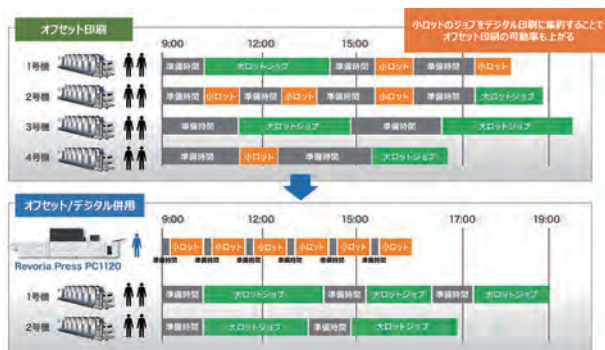 オフセット印刷
小ロットのジョブをデジタル印刷に集約することで
オフセット印刷の可動率も上がる
9:00 12:00 15:00
1号機 準備時間 大ロットジョブ 準備時間 小ロット 準備時間 小ロット
2号機 準備時間 小ロット 準備時間 小ロット 準備時間 小ロット 準備時間 大ロットジョブ
3号機 準備時間 大ロットジョブ 準備時間 大ロットジョブ
4号機 準備時間 小ロット 準備時間 大ロットジョブ
オフセット/デジタル併用
9:00 12:00 15:00 17:00 19:00
小ロット 小ロット 小ロット 小ロット 小ロット 小ロット
準備時間 準備時間 準備時間 準備時間 準備時間 準備時間
Revoria Press PC1120
1号機 準備時間 大ロットジョブ 準備時間 大ロットジョブ 準備時間 大ロットジョブ
2号機 準備時間 大ロットジョブ 準備時間 大ロットジョブ